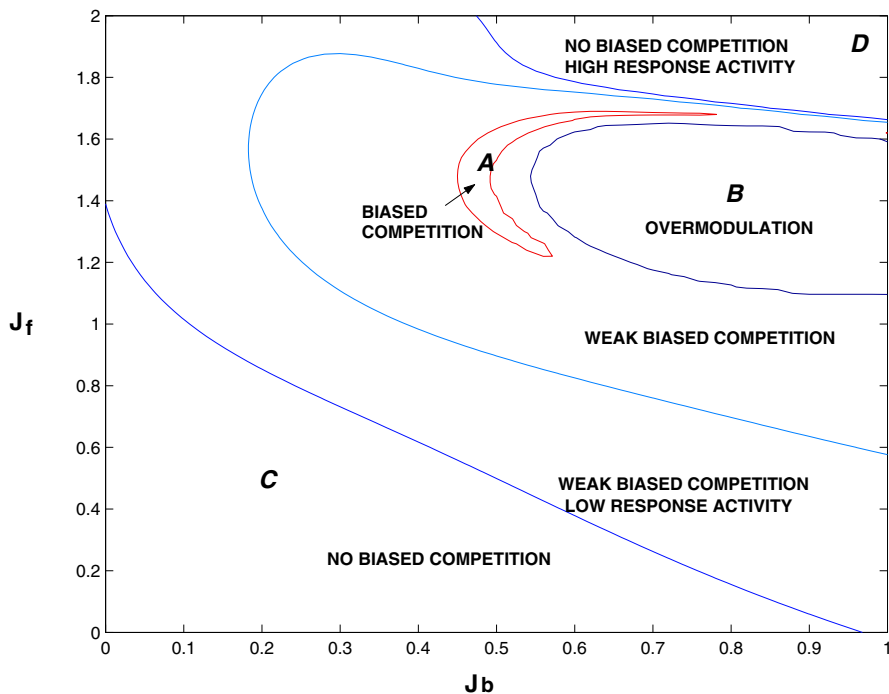 2
1.8
1.6
1.4
1.2
1
0.8
0.6
0.4
0.2
0
J f
NO BIASED COMPETITION
HIGH RESPONSE ACTIVITY
D
A
BIASED
COMPETITION
B
OVERMODULATION
WEAK BIASED COMPETITION
C
WEAK BIASED COMPETITION
LOW RESPONSE ACTIVITY
NO BIASED COMPETITION
0 0.1 0.2 0.3 0.4 0.5 0.6 0.7 0.8 0.9 1
J b